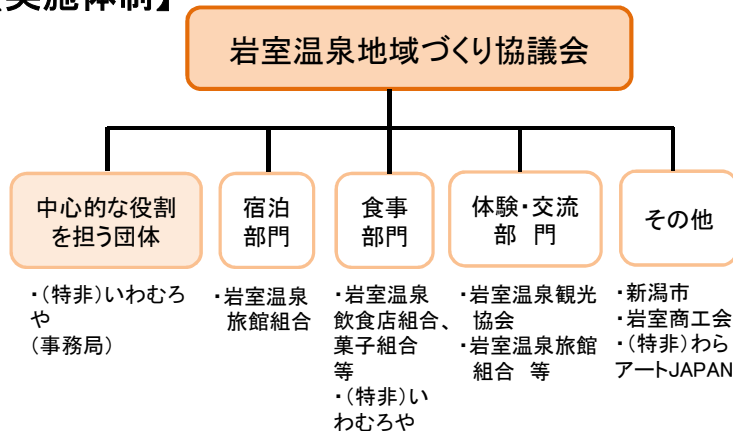 【実施体制】
岩室温泉地域づくり協議会
中心的な役割
を担う団体
宿泊
部門
食事
部門
体験・交流
部　門
その他
・(特非)いわむろ
や
(事務局)
・岩室温泉
旅館組合
・岩室温泉
飲食店組合、
菓子組合
等
・(特非)い
わむろや
・岩室温泉観光
協会
・岩室温泉旅館
組合　等
・新潟市
・岩室商工会
・(特非)わら
アートJAPAN